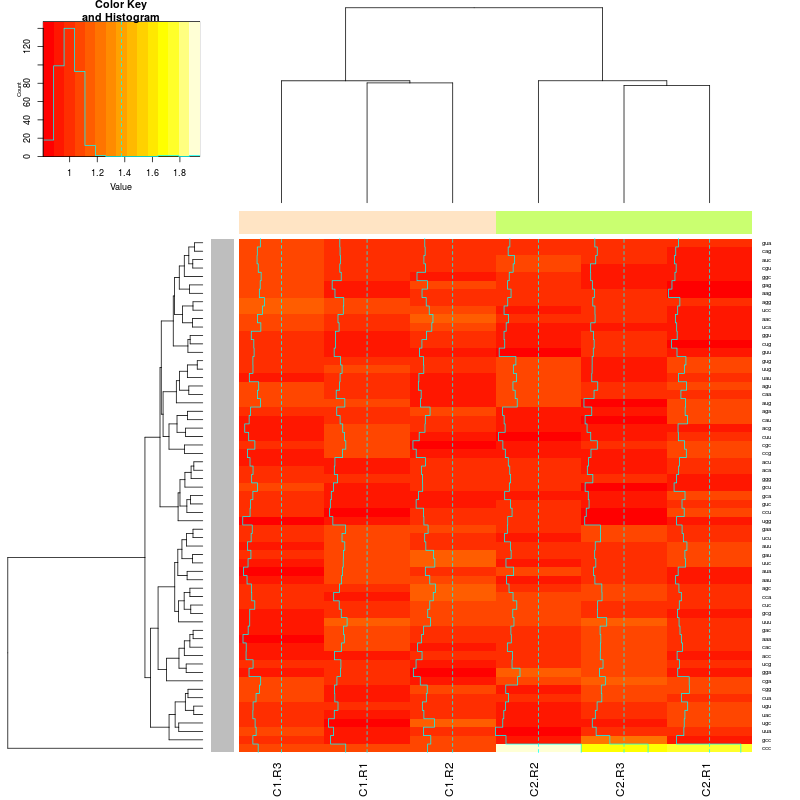 Color Key
and Histogram
Count
0 20 40 60 80 120
1 1.2 1.4 1.6 1.8
Value
gua
cag
auc
cgu
ggc
gag
aag
agg
ucc
aac
uca
ggu
cug
guu
gug
uug
uau
agu
caa
aug
aga
cau
acg
cuu
cgc
ccg
acu
aca
ggg
gcu
gca
guc
ccu
ugg
gaa
ucu
auu
gau
uuc
aua
aau
agc
cca
cuc
gcg
uuu
gac
aaa
cac
acc
ucg
gga
cga
cgg
cua
ugu
uac
ugc
uua
gcc
ccc
C1.R3 C1.R1 C1.R2 C2.R2 C2.R3 C2.R1